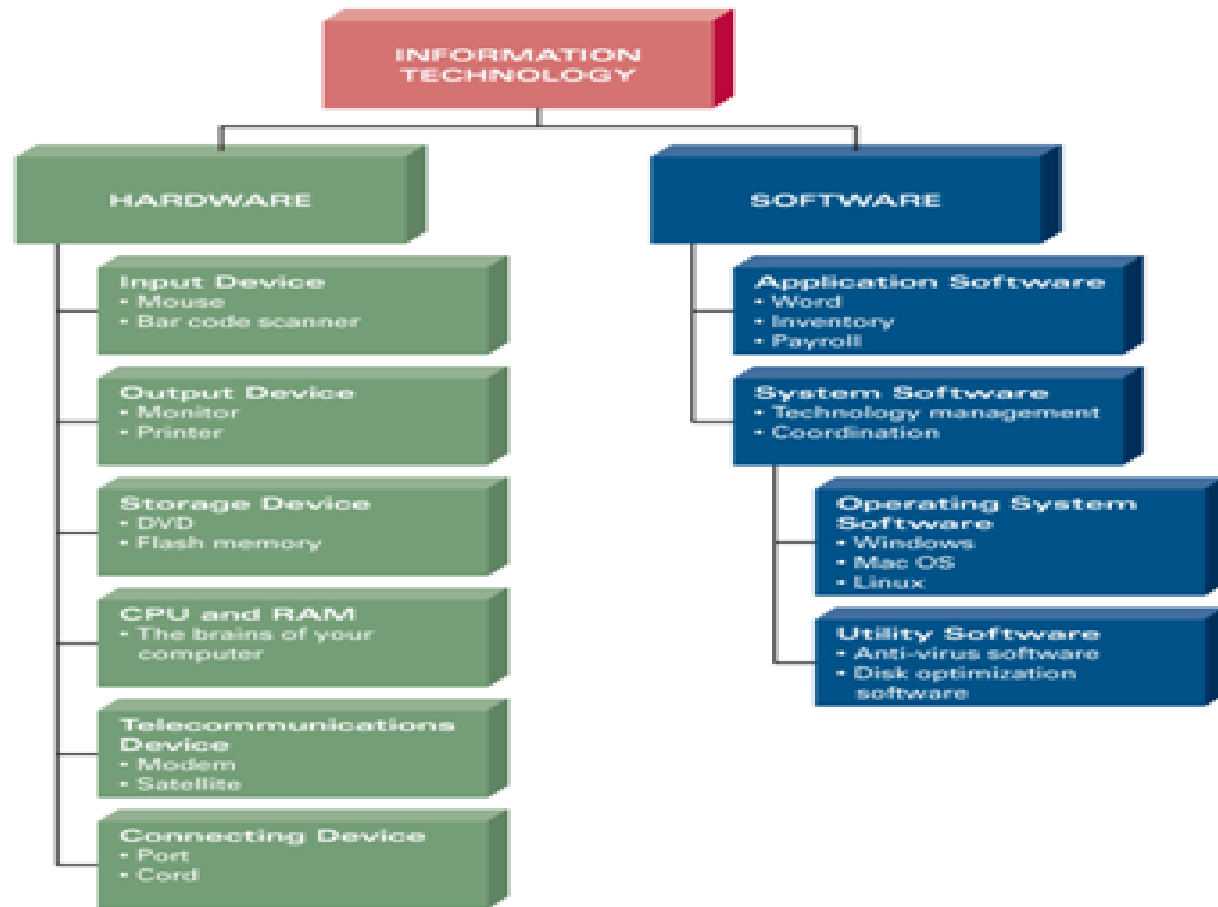 INFORMATION
TECHNOLOGY
HARDWARE
Input Device
• Mouse
• Bar code scanner
Output Device
• Monitor
• Printer
Storage Device
• DVD
• Flash memory
CPU and RAM
• The brains of your
computer
Telecommunications
Device
• Modem
• Satellite
Connecting Device
• Port
• Cord
SOFTWARE
Application Software
• Word
• Inventory
• Payroll
System Software
• Technology management
• Coordination
Operating System
Software
• Windows
• Mac OS
• Linux
Utility Software
• Anti-virus software
• Disk optimization
software